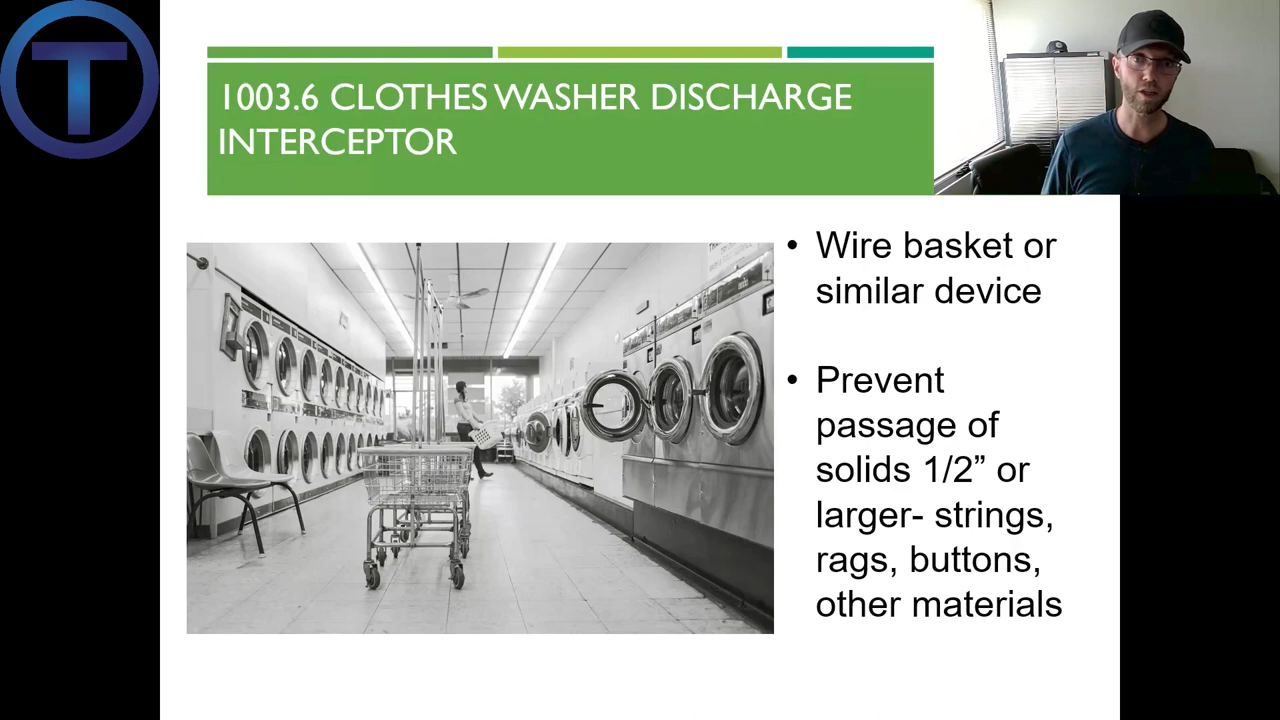 T
1003.6 CLOTHES WASHER DISCHARGE
INTERCEPTOR
• Wire basket or
similar device
• Prevent
passage of
solids 1/2” or
larger- strings,
rags, buttons,
other materials